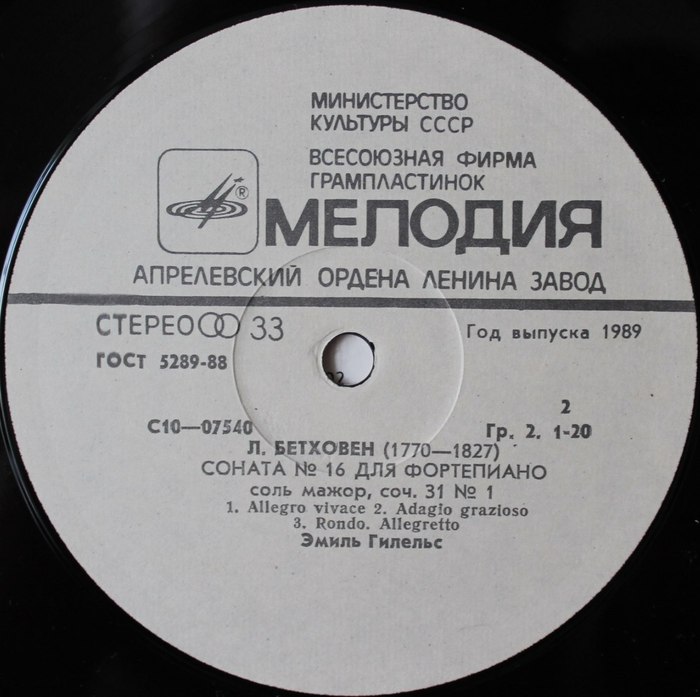 МИНИСТЕРСТВО
КУЛЬТУРЫ СССР
ВСЕСОЮЗНАЯ ФИРМА
ГРАМПЛАСТИНОК
®
МЕЛОДИЯ
АПРЕЛЕВСКИЙ ОРДЕНА ЛЕНИНА ЗАВОД
СТЕРЕО 33
Год выпуска 1989
ГОСТ 5289-88
2
С10—07540
Гр. 2. 1-20
Л. БЕТХОВЕН (1770—1827)
СОНАТА № 16 ДЛЯ ФОРТЕПИАНО
соль мажор, соч. 31 № 1
1. Allegro vivace 2. Adagio grazioso
3. Rondo. Allegretto
Эмиль Гилельс